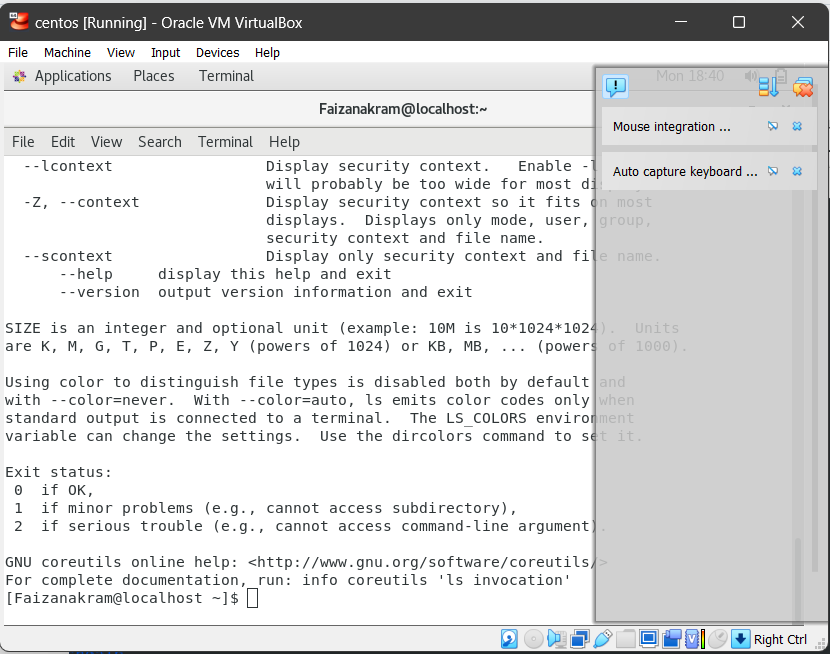 centos [Running] - Oracle VM VirtualBox
File Machine View Input Devices Help
Applications Places Terminal Mon 18:40
Faizanakram@localhost:~
File Edit View Search Terminal Help
Mouse integration ...
Auto capture keyboard ...
--lcontext Display security context. Enable -l
will probably be too wide for most displays
-Z, --context Display security context so it fits on most
displays. Displays only mode, user, group,
security context and file name.
--scontext Display only security context and file name.
--help display this help and exit
--version output version information and exit
SIZE is an integer and optional unit (example: 10M is 10*1024*1024). Units
are K, M, G, T, P, E, Z, Y (powers of 1024) or KB, MB, ... (powers of 1000).
Using color to distinguish file types is disabled both by default and
with --color=never. With --color=auto, ls emits color codes only when
standard output is connected to a terminal. The LS_COLORS environment
variable can change the settings. Use the dircolors command to set it.
Exit status:
0 if OK,
1 if minor problems (e.g., cannot access subdirectory),
2 if serious trouble (e.g., cannot access command-line argument).
GNU coreutils online help: <http://www.gnu.org/software/coreutils/>
For complete documentation, run: info coreutils 'ls invocation'
[Faizanakram@localhost ~]$
Right Ctrl